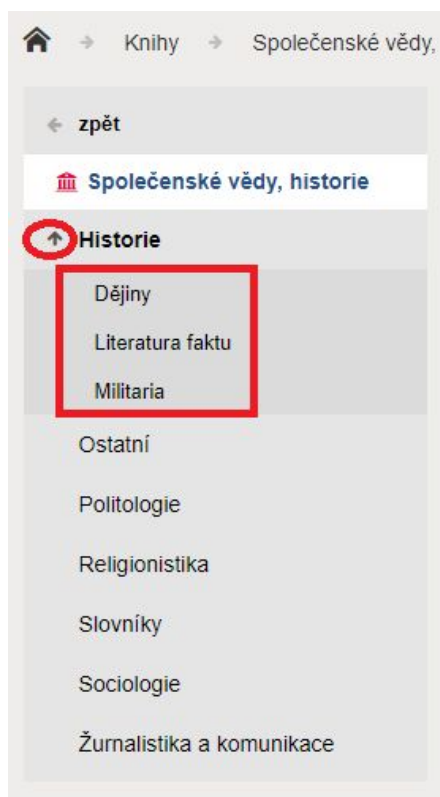 Knihy Společenské vědy,
zpět
Společenské vědy, historie
Historie
Dějiny
Literatura faktu
Militaria
Ostatní
Politologie
Religionistika
Slovníky
Sociologie
Žurnalistika a komunikace